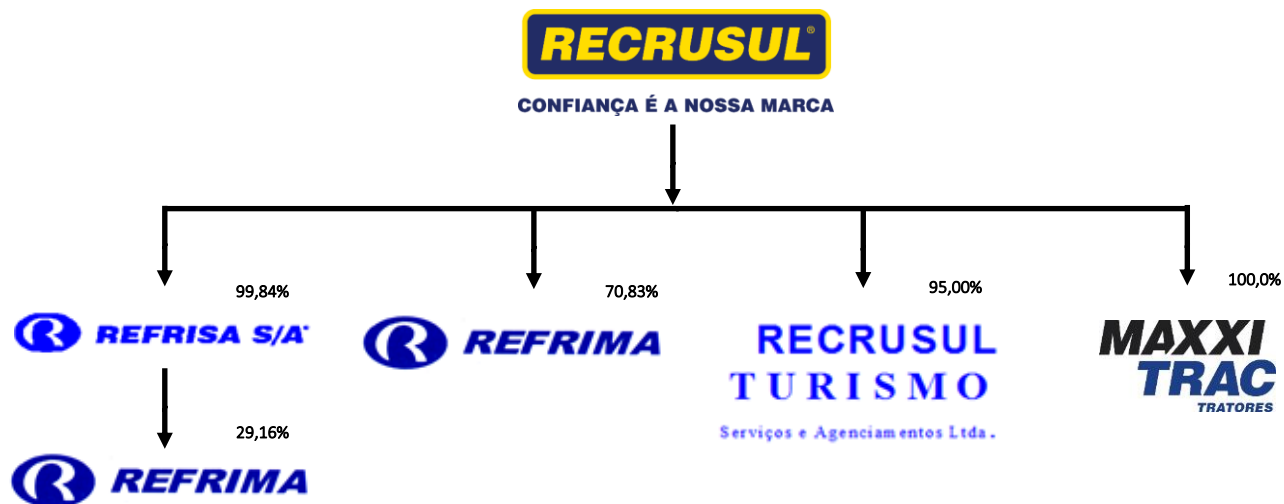 RECRUSUL®
CONFIANÇA É A NOSSA MARCA
99,84%
70,83%
95,00%
100,0%
R REFRISA S/A
R REFRIMA
RECRUSUL
TURISMO
Serviços e Agenciamentos Ltda.
MAXXI
TRAC
TRATORES
29,16%
R REFRIMA